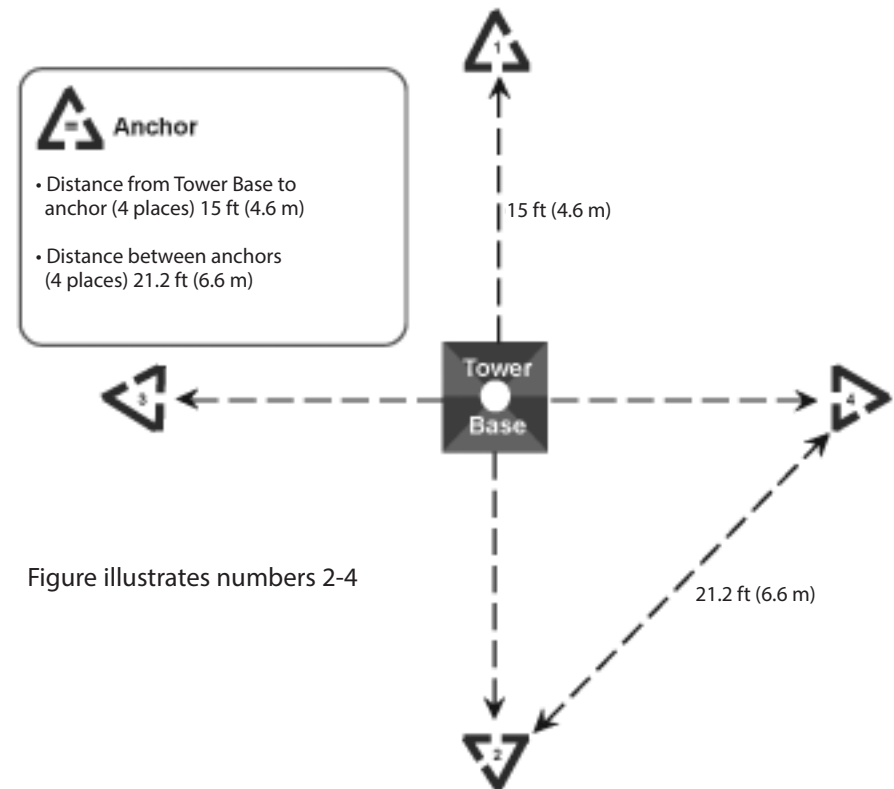 1
= Anchor
• Distance from Tower Base to
anchor (4 places) 15 ft (4.6 m)
• Distance between anchors
(4 places) 21.2 ft (6.6 m)
15 ft (4.6 m)
Tower
Base
3
4
Figure illustrates numbers 2-4
21.2 ft (6.6 m)
2